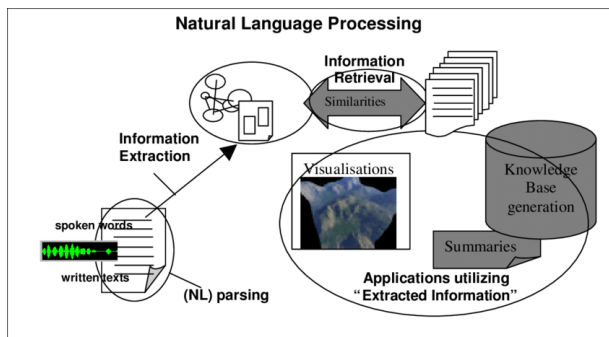 Natural Language Processing
Information
Retrieval
Similarities
Information
Extraction
Visualisations
Knowledge
Base
generation
spoken words
written texts
Summaries
(NL) parsing
Applications utilizing
“Extracted Information”